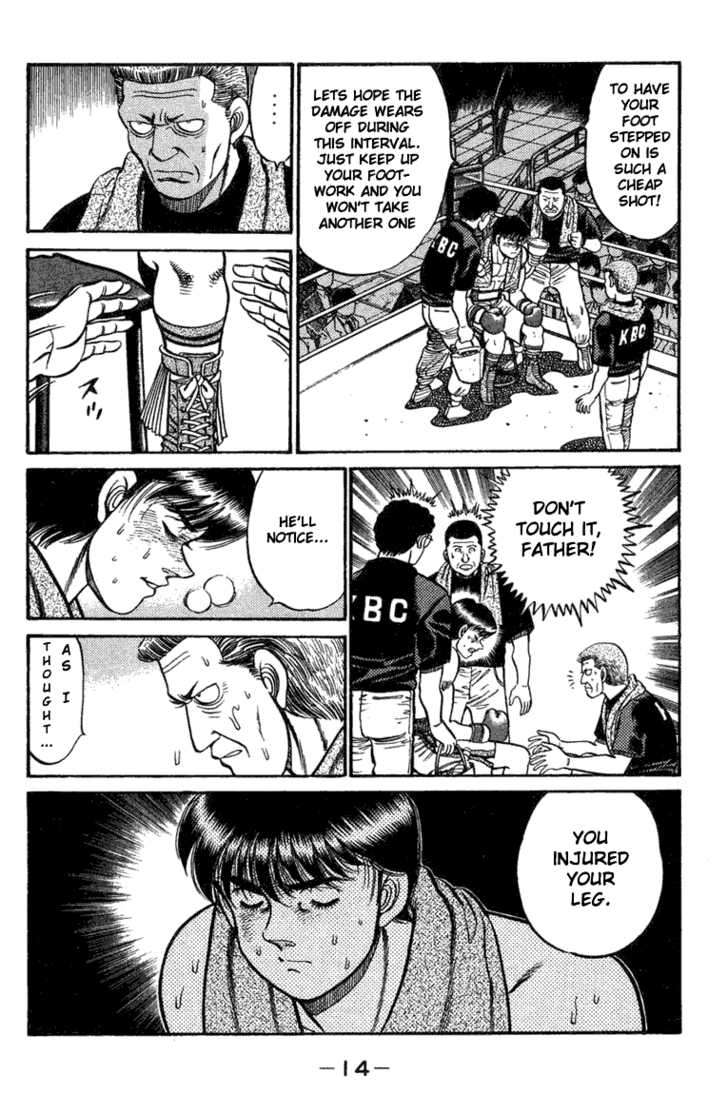 TO HAVE
YOUR
FOOT
STEPPED
ON IS
SUCH
A CHEAP
SHOT!
LETS HOPE THE
DAMAGE WEARS
OFF DURING
THIS INTERVAL.
JUST KEEP UP
YOUR FOOT-
WORK AND YOU
WON'T TAKE
ANOTHER ONE
KBC
KBC
...
スッ
DON'T
TOUCH IT,
FATHER!
KBC
HE'LL
NOTICE...
AS I
THOUGHT...
YOU
INJURED
YOUR
LEG.
—14—